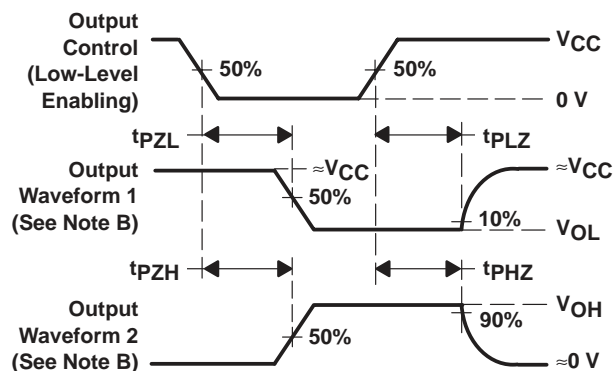 Output
Control
(Low-Level
Enabling)
50%
50%
VCC
0 V
tPZL
tPLZ
Output
Waveform 1
(See Note B)
≈VCC
50%
10%
≈VCC
VOL
tPZH
tPHZ
Output
Waveform 2
(See Note B)
50%
90%
VOH
≈0 V